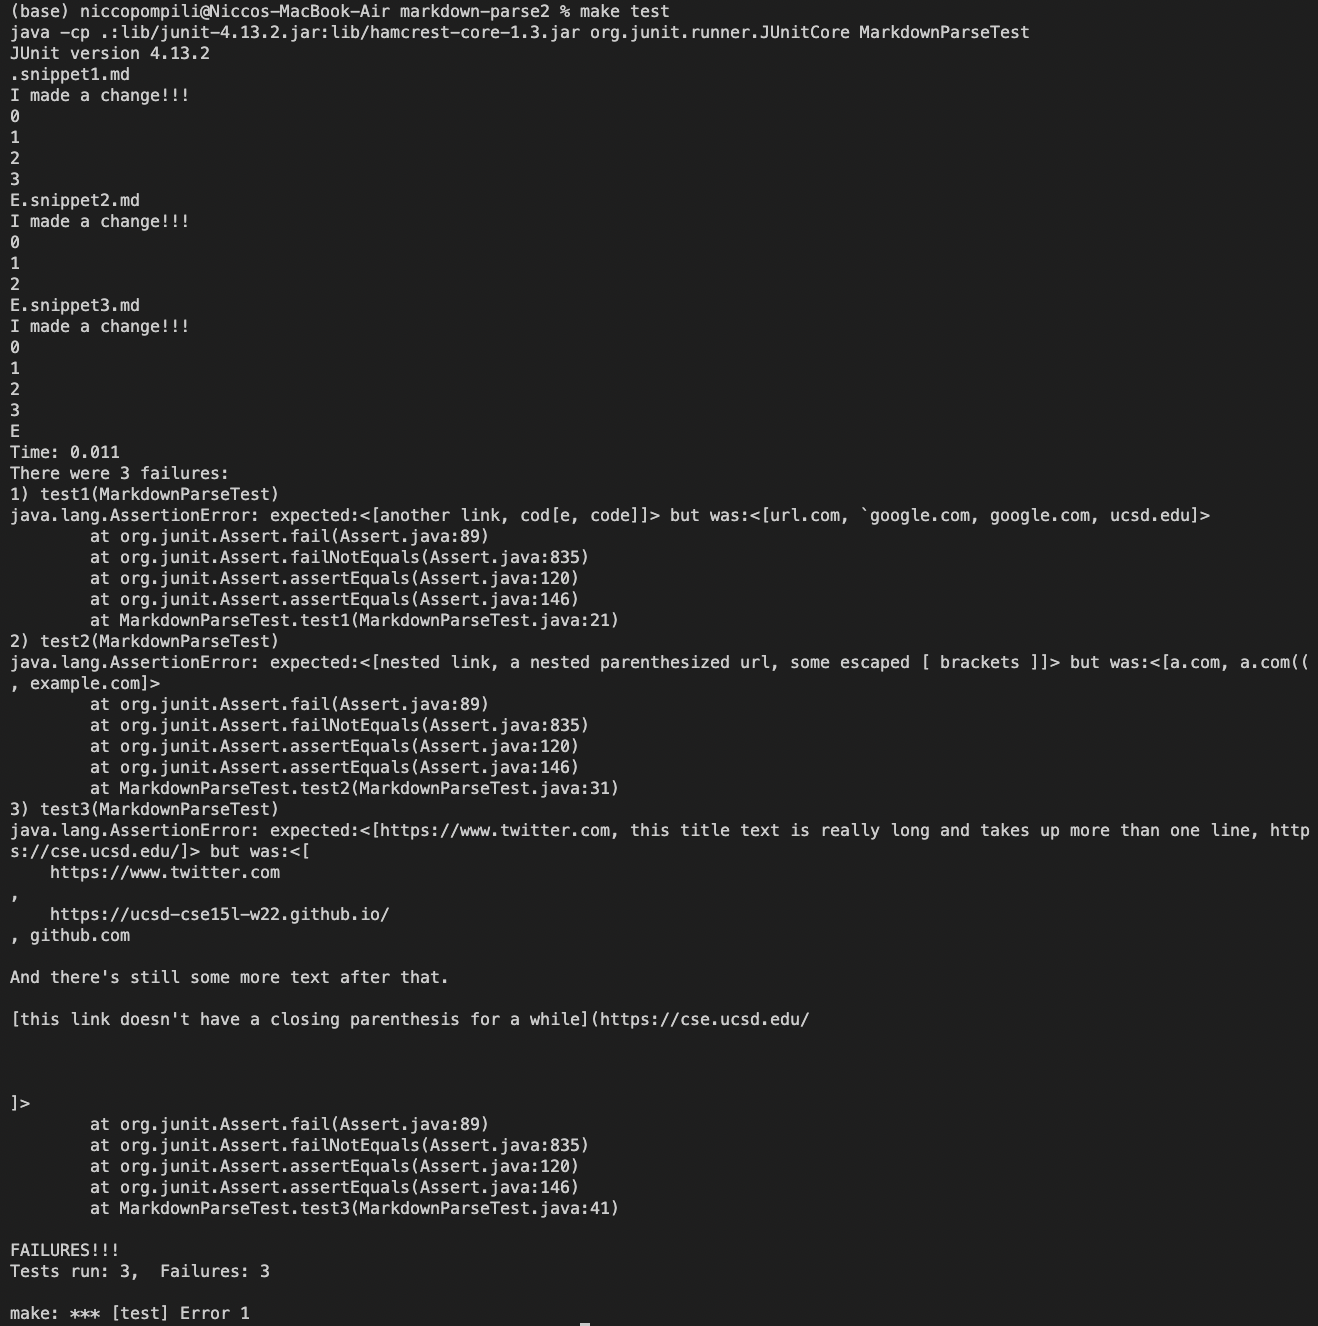 (base) niccopompili@Niccos-MacBook-Air markdown-parse2 % make test
java -cp .:lib/junit-4.13.2.jar:lib/hamcrest-core-1.3.jar org.junit.runner.JUnitCore MarkdownParseTest
JUnit version 4.13.2
.snippet1.md
I made a change!!!
0
1
2
3
E.snippet2.md
I made a change!!!
0
1
2
E.snippet3.md
I made a change!!!
0
1
2
3
E
Time: 0.011
There were 3 failures:
1) test1(MarkdownParseTest)
java.lang.AssertionError: expected:<[another link, cod[e, code]]> but was:<[url.com, `google.com, google.com, ucsd.edu]>
        at org.junit.Assert.fail(Assert.java:89)
        at org.junit.Assert.failNotEquals(Assert.java:835)
        at org.junit.Assert.assertEquals(Assert.java:120)
        at org.junit.Assert.assertEquals(Assert.java:146)
        at MarkdownParseTest.test1(MarkdownParseTest.java:21)
2) test2(MarkdownParseTest)
java.lang.AssertionError: expected:<[nested link, a nested parenthesized url, some escaped [ brackets ]]> but was:<[a.com, a.com((
, example.com]>
        at org.junit.Assert.fail(Assert.java:89)
        at org.junit.Assert.failNotEquals(Assert.java:835)
        at org.junit.Assert.assertEquals(Assert.java:120)
        at org.junit.Assert.assertEquals(Assert.java:146)
        at MarkdownParseTest.test2(MarkdownParseTest.java:31)
3) test3(MarkdownParseTest)
java.lang.AssertionError: expected:<[https://www.twitter.com, this title text is really long and takes up more than one line, http
s://cse.ucsd.edu/]> but was:<[
    https://www.twitter.com
,
    https://ucsd-cse15l-w22.github.io/
, github.com

And there's still some more text after that.

[this link doesn't have a closing parenthesis for a while](https://cse.ucsd.edu/



]>
        at org.junit.Assert.fail(Assert.java:89)
        at org.junit.Assert.failNotEquals(Assert.java:835)
        at org.junit.Assert.assertEquals(Assert.java:120)
        at org.junit.Assert.assertEquals(Assert.java:146)
        at MarkdownParseTest.test3(MarkdownParseTest.java:41)

FAILURES!!!
Tests run: 3,  Failures: 3

make: *** [test] Error 1